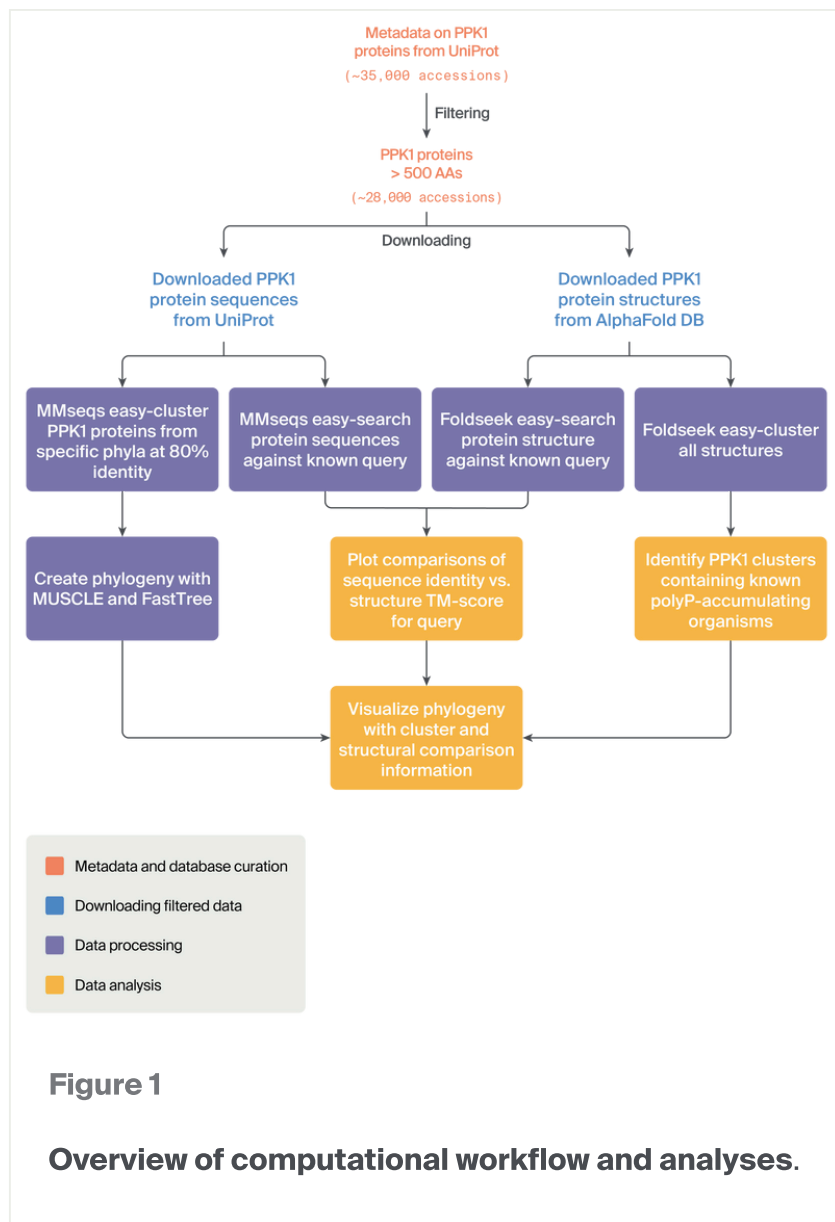 Metadata on PPK1
proteins from UniProt
(~35,000 accessions)
Filtering
PPK1 proteins
> 500 AAs
(~28,000 accessions)
Downloading
Downloaded PPK1
protein sequences
from UniProt
Downloaded PPK1
protein structures
from AlphaFold DB
MMseqs easy-cluster
PPK1 proteins from
specific phyla at 80%
identity
MMseqs easy-search
protein sequences
against known query
Foldseek easy-search
protein structure
against known query
Foldseek easy-cluster
all structures
Create phylogeny with
MUSCLE and FastTree
Plot comparisons of
sequence identity vs.
structure TM-score
for query
Identify PPK1 clusters
containing known
polyP-accumulating
organisms
Visualize phylogeny
with cluster and
structural comparison
information
Metadata and database curation
Downloading filtered data
Data processing
Data analysis
Figure 1
Overview of computational workflow and analyses.